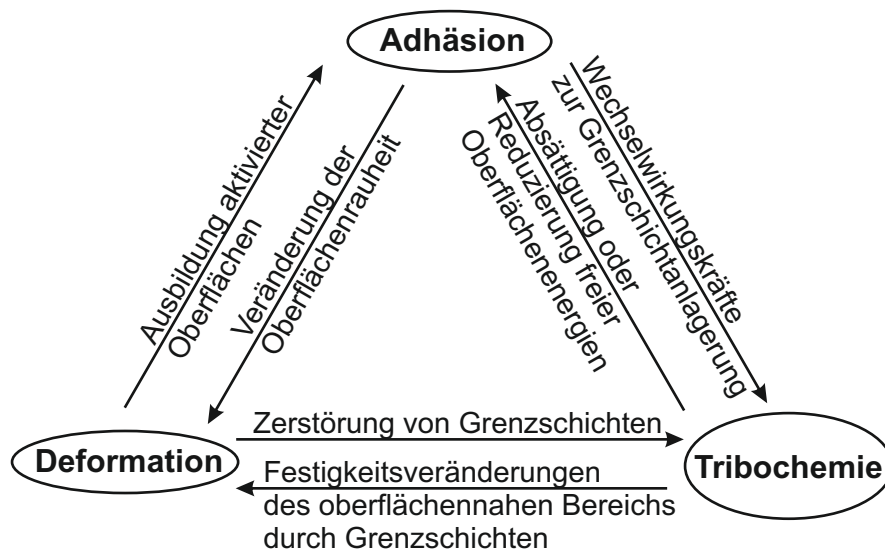 Adhäsion
Ausbildung aktivierter
Oberflächen
Veränderung der
Oberflächenrauheit
Absättigung oder
Reduzierung freier
Oberflächenenergien
Wechselwirkungskräfte
zur Grenzschichtanlagerung
Deformation
Zerstörung von Grenzschichten
Festigkeitsveränderungen
des oberflächennahen Bereichs
durch Grenzschichten
Tribochemie